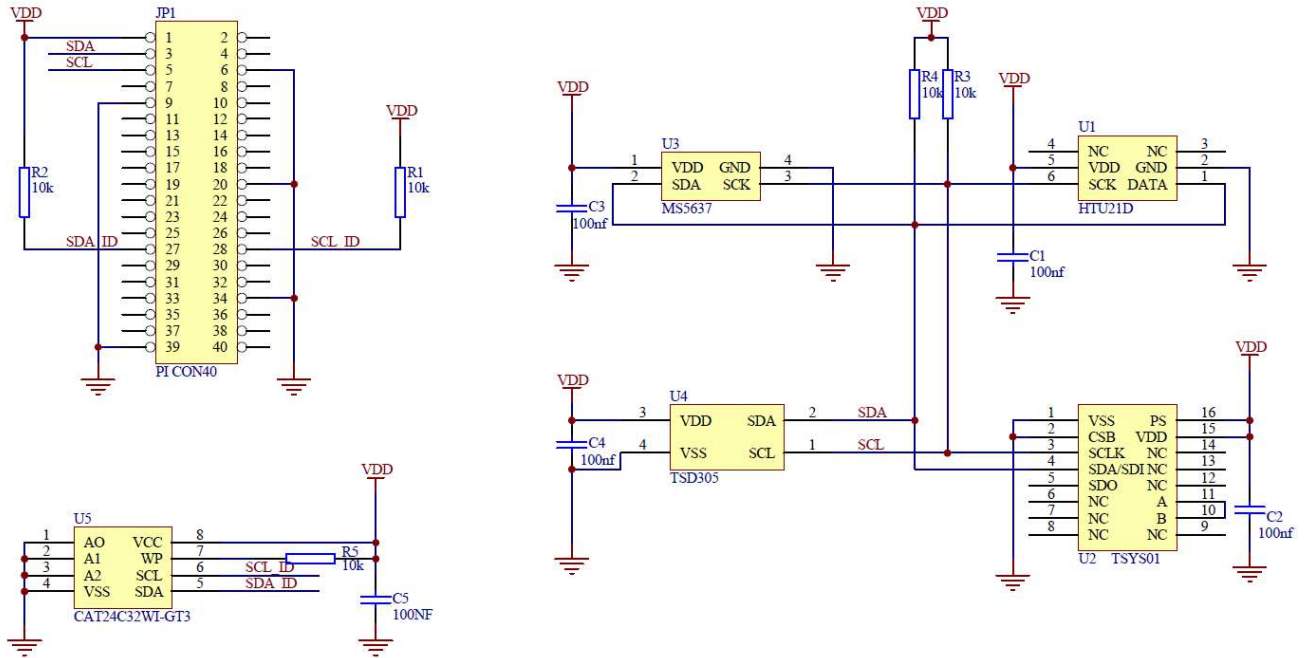 VDD
JP1
1 2
SDA 3 4
SCL 5 6
7 8
9 10
11 12
13 14
15 16
17 18
19 20
21 22
23 24
25 26
SDA_ID 27 28 SCL_ID
29 30
31 32
33 34
35 36
37 38
39 40
PI CON40
R2
10k
VDD
R1
10k
VDD
R4
10k
R3
10k
VDD
U3
1 VDD GND 4
2 SDA SCK 3
MS5637
C3
100nf
VDD
U1
4 NC NC 3
5 VDD GND 2
6 SCK DATA 1
HTU21D
C1
100nf
VDD
U4
3 VDD SDA 2 SDA
4 VSS SCL 1 SCL
TSD305
C4
100nf
VDD
1 VSS PS 16
2 CSB VDD 15
3 SCLK NC 14
4 SDA/SDI NC 13
5 SDO NC 12
6 NC A 11
7 NC B 10
8 NC NC 9
U2 TSYS01
C2
100nf
VDD
U5
1 AO VCC 8
2 A1 WP 7
3 A2 SCL 6 SCL_ID
4 VSS SDA 5 SDA_ID
CAT24C32WI-GT3
R5
10k
C5
100NF